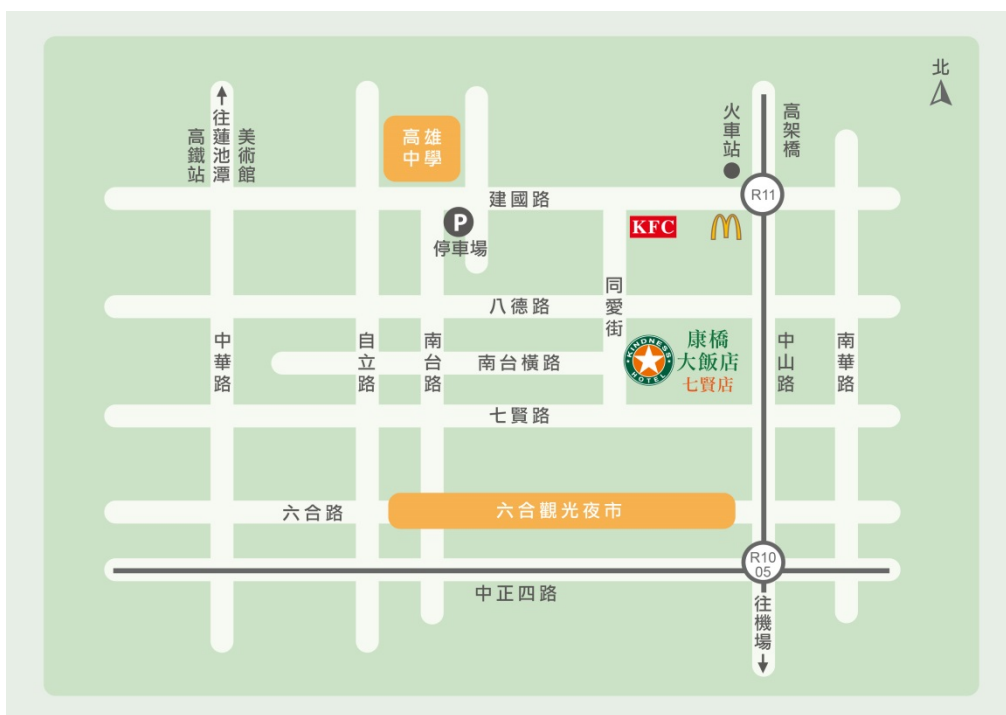 北
往蓮池潭
高鐵站
美術館
高雄
中學
火車站
高架橋
R11
建國路
P
停車場
KFC
八德路
同愛街
中華路
自立路
南台路
南台橫路
KINDNESS
HOTEL
康橋
大飯店
七賢店
中山路
南華路
七賢路
六合路
六合觀光夜市
R10
05
中正四路
往機場